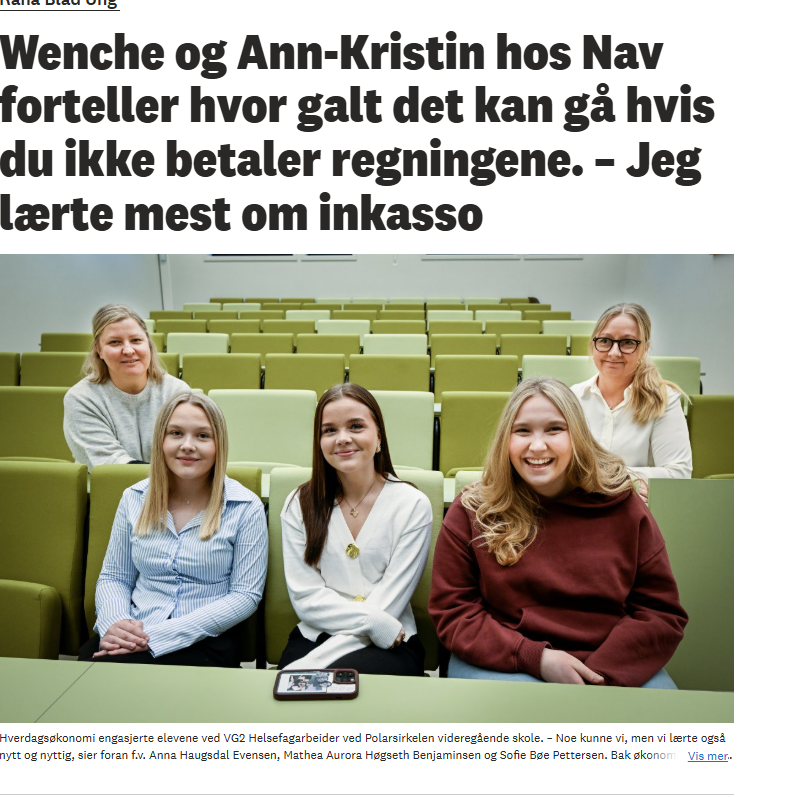 Rana Blad Ung
Wenche og Ann-Kristin hos Nav
forteller hvor galt det kan gå hvis
du ikke betaler regningene. – Jeg
lærte mest om inkasso
Hverdagsøkonomi engasjerte elevene ved VG2 Helsefagarbeider ved Polarsirkelen videregående skole. – Noe kunne vi, men vi lærte også
nytt og nyttig, sier foran f.v. Anna Haugsdal Evensen, Mathea Aurora Høgseth Benjaminsen og Sofie Bøe Pettersen. Bak økonom Vis mer..